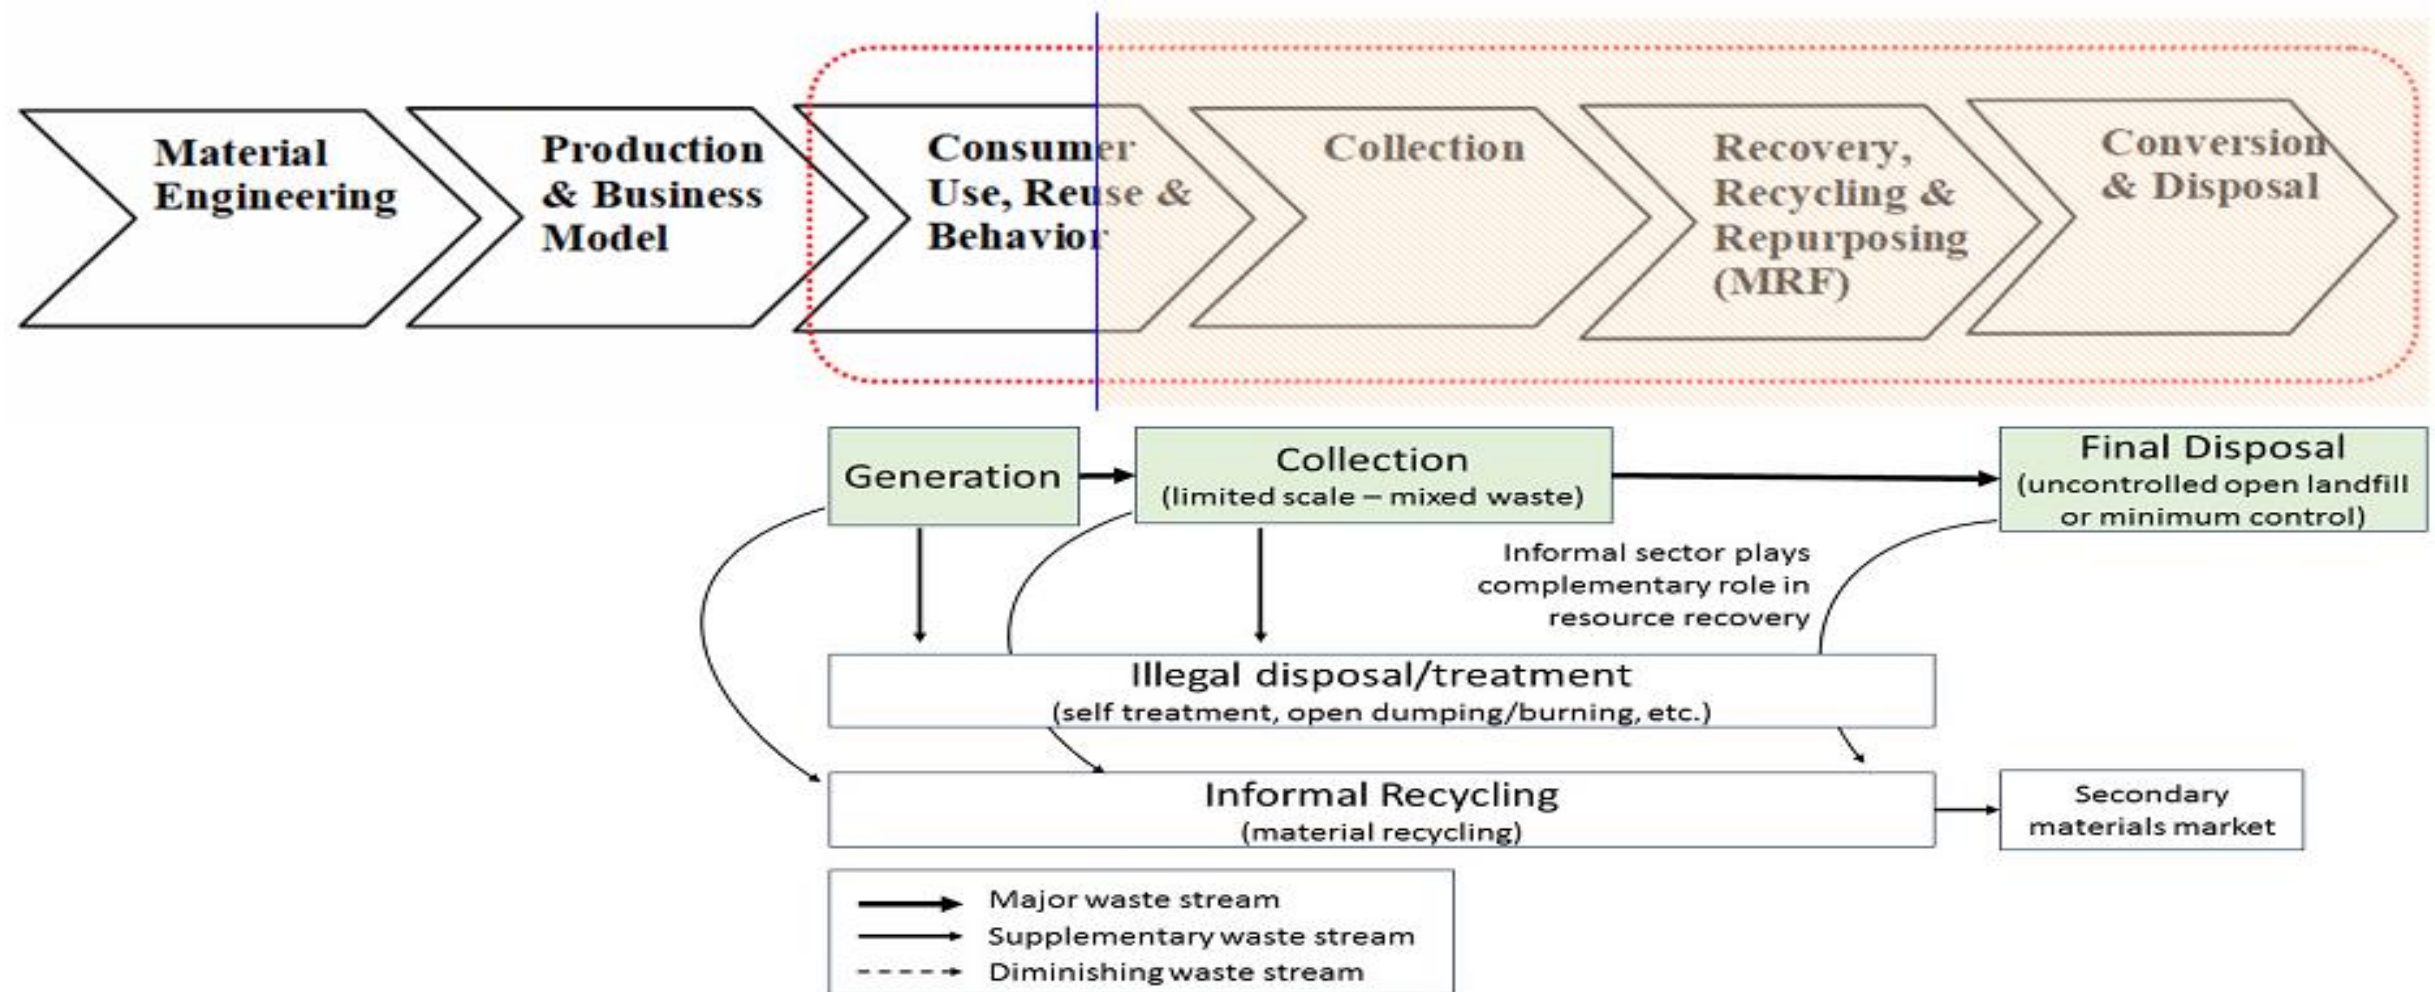 Material
Engineering
Production
& Business
Model
Consumer
Use, Reuse &
Behavior
Collection
Recovery,
Recycling &
Repurposing
(MRF)
Conversion
& Disposal
Generation
Collection
(limited scale – mixed waste)
Final Disposal
(uncontrolled open landfill
or minimum control)
Informal sector plays
complementary role in
resource recovery
Illegal disposal/treatment
(self treatment, open dumping/burning, etc.)
Informal Recycling
(material recycling)
Secondary
materials market
Major waste stream
Supplementary waste stream
Diminishing waste stream